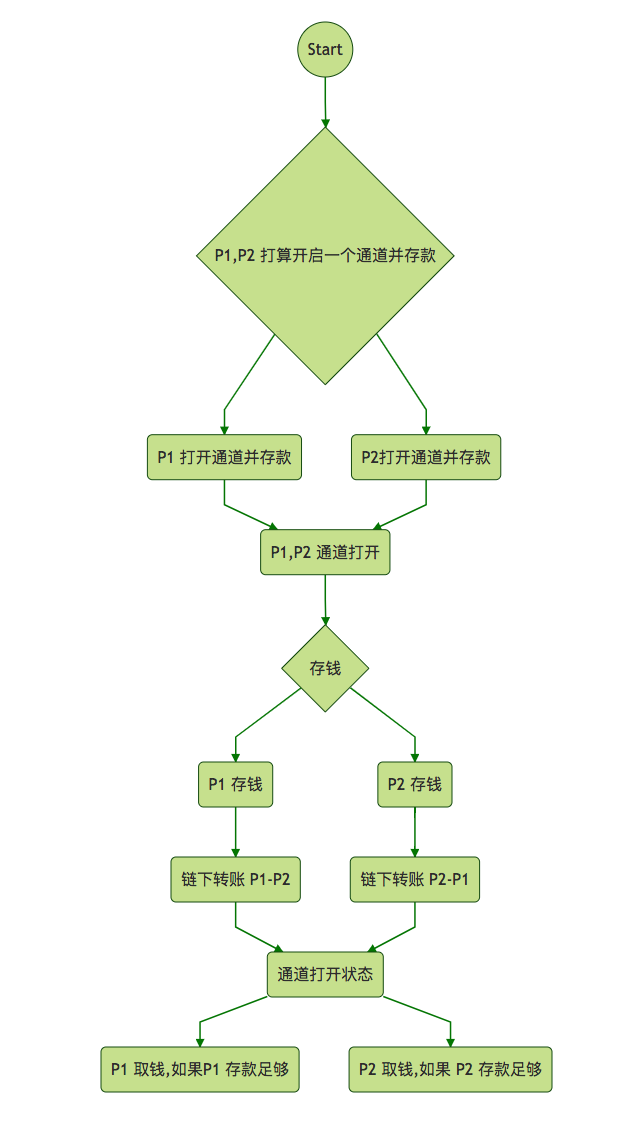 Start
P1,P2 打算开启一个通道并存款
P1 打开通道并存款
P2打开通道并存款
P1,P2 通道打开
存钱
P1 存钱
P2 存钱
链下转账 P1-P2
链下转账 P2-P1
通道打开状态
P1 取钱,如果P1 存款足够
P2 取钱,如果 P2 存款足够